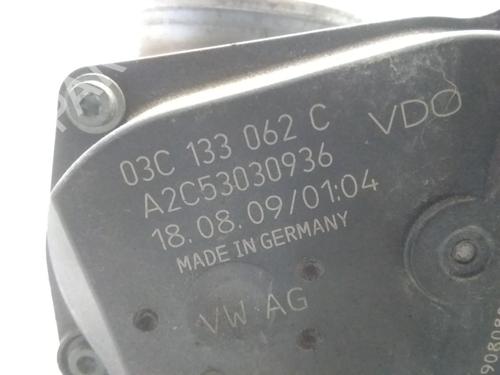 03C 133 062 C
VDO
A2C53030936
18.08.09/01:04
MADE IN GERMANY
VW AG